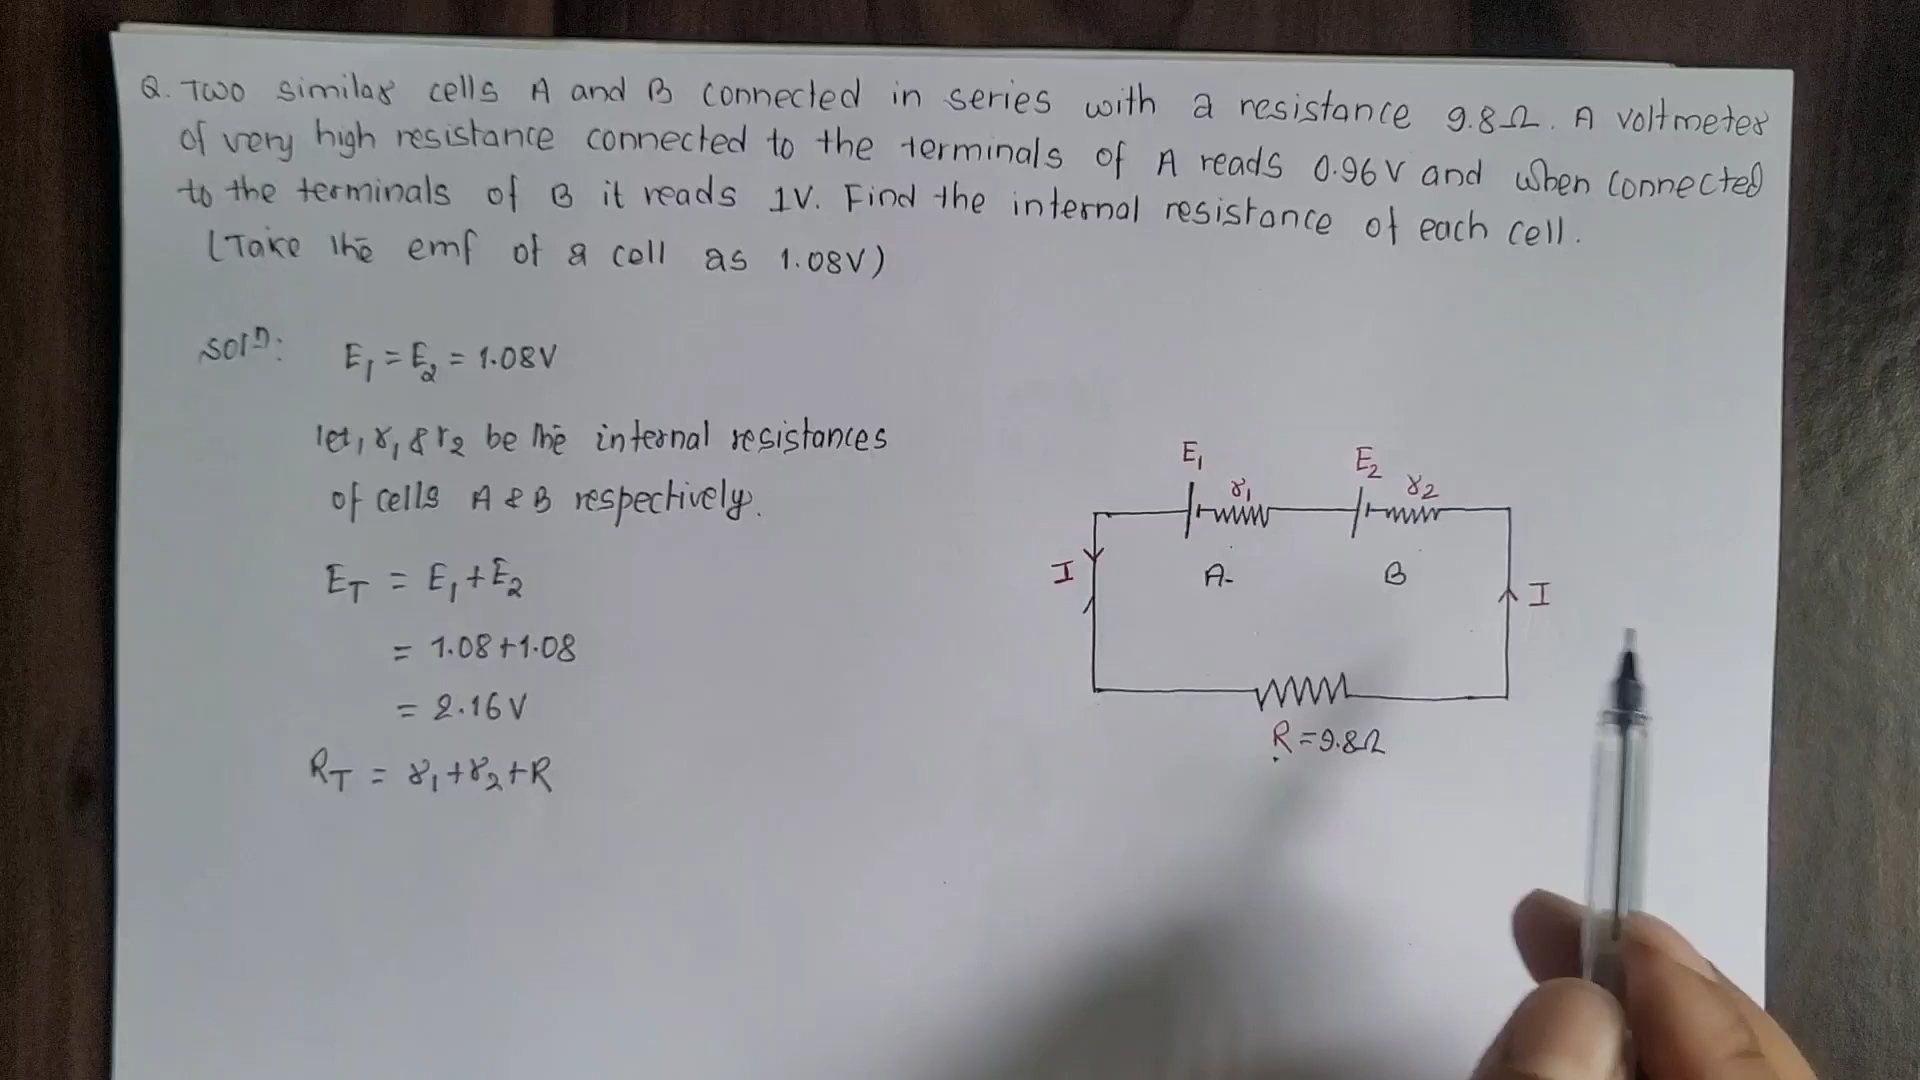 Q. Two similar cells A and B connected in series with a resistance 9.8Ω. A voltmeter
of very high resistance connected to the terminals of A reads 0.96V and when connected
to the terminals of B it reads 1V. Find the internal resistance of each cell.
(Take the emf of a cell as 1.08V)
Solⁿ: E₁ = E₂ = 1.08V
let, r₁ & r₂ be the internal resistances
of cells A & B respectively.
E_T = E₁ + E₂
= 1.08+1.08
= 2.16V
R_T = r₁+r₂+R
E₁ E₂
r₁ r₂
A B
I I
R = 9.8Ω